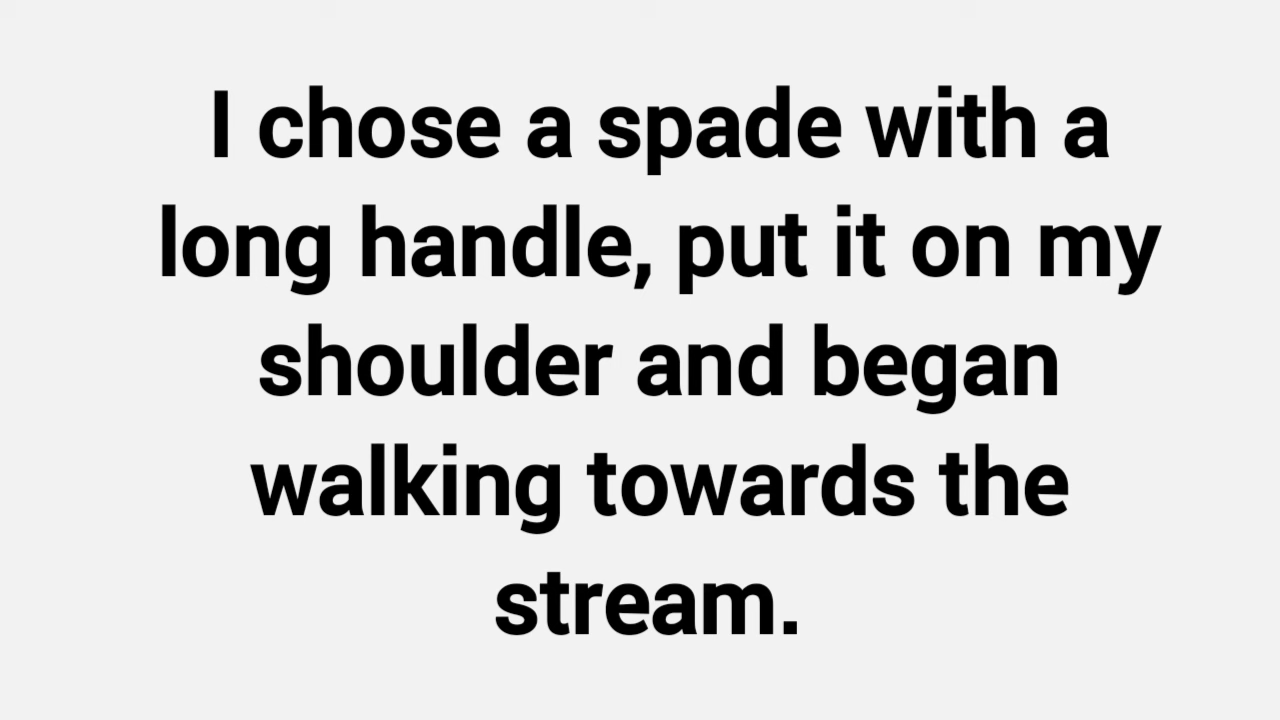 I chose a spade with a
long handle, put it on my
shoulder and began
walking towards the
stream.